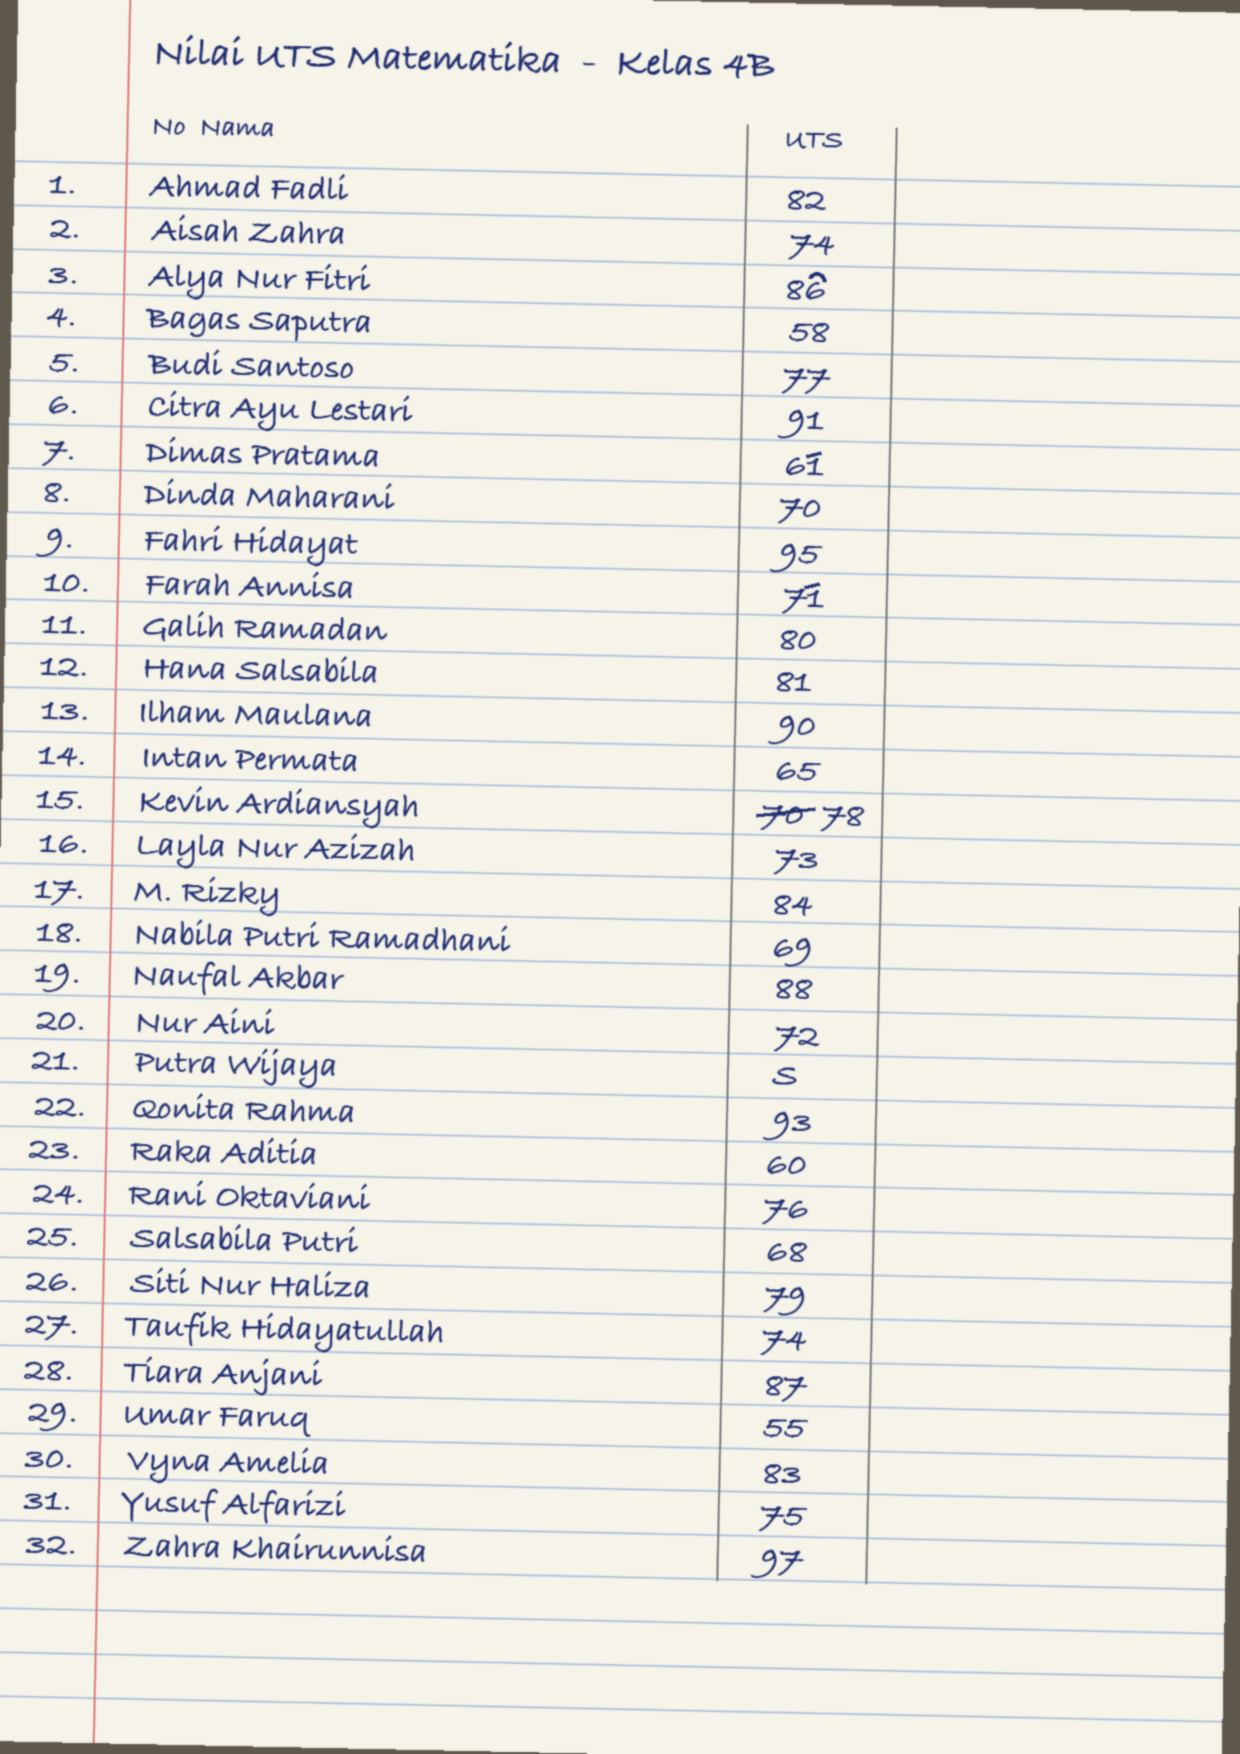 Nilai UTS Matematika - Kelas 4B
No Nama UTS
1. Ahmad Fadli 82
2. Aisah Zahra 74
3. Alya Nur Fitri
4. Bagas Saputra 58
5. Budi Santoso 77
6. Citra Ayu Lestari 91
7. Dimas Pratama
8. Dinda Maharani 70
9. Fahri Hidayat 95
10. Farah Annisa
11. Galih Ramadan 80
12. Hana Salsabila 81
13. Ilham Maulana 90
14. Intan Permata 65
15. Kevin Ardiansyah 70 78
16. Layla Nur Azizah 73
17. M. Rizky 84
18. Nabila Putri Ramadhani 69
19. Naufal Akbar 88
20. Nur Aini 72
21. Putra Wijaya S
22. Qonita Rahma 93
23. Raka Aditia 60
24. Rani Oktaviani 76
25. Salsabila Putri 68
26. Siti Nur Haliza 79
27. Taufik Hidayatullah 74
28. Tiara Anjani 87
29. Umar Faruq 55
30. Vyna Amelia 83
31. Yusuf Alfarizi 75
32. Zahra Khairunnisa 97